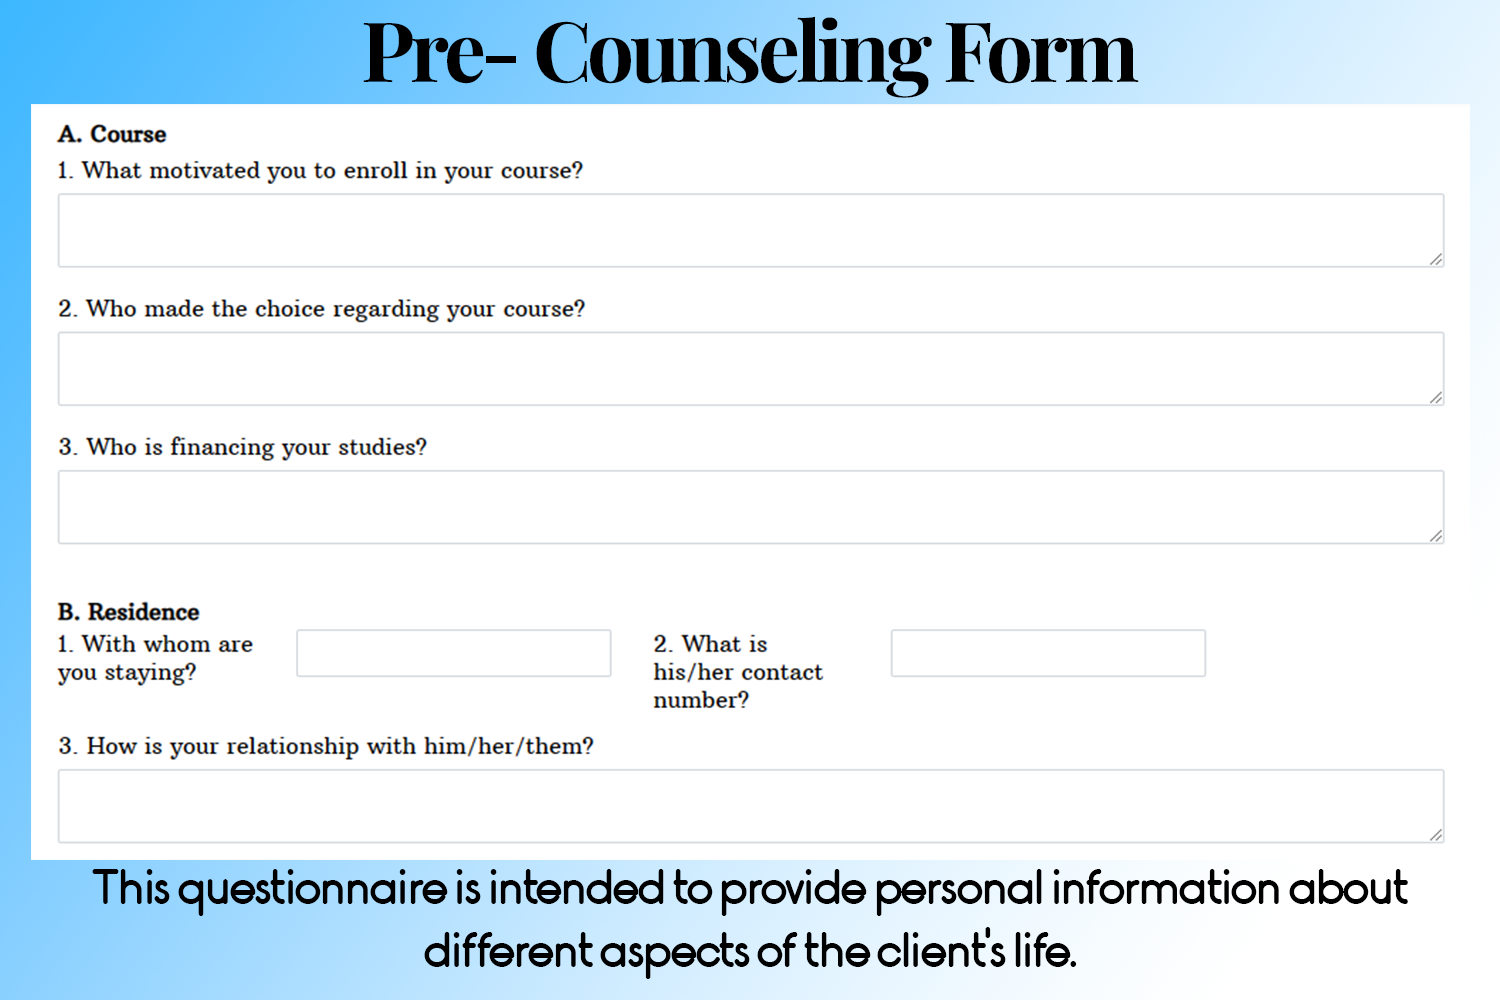 Pre- Counseling Form
A. Course
1. What motivated you to enroll in your course?
2. Who made the choice regarding your course?
3. Who is financing your studies?
B. Residence
1. With whom are
you staying?
2. What is
his/her contact
number?
3. How is your relationship with him/her/them?
This questionnaire is intended to provide personal information about
different aspects of the client's life.